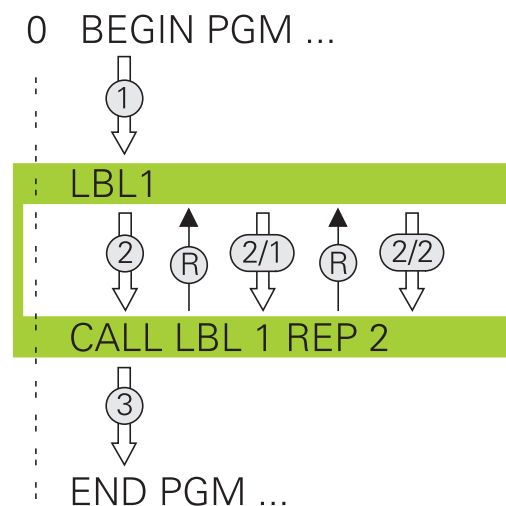 0 BEGIN PGM ...
1
LBL1
2 R 2/1 R 2/2
CALL LBL 1 REP 2
3
END PGM ...